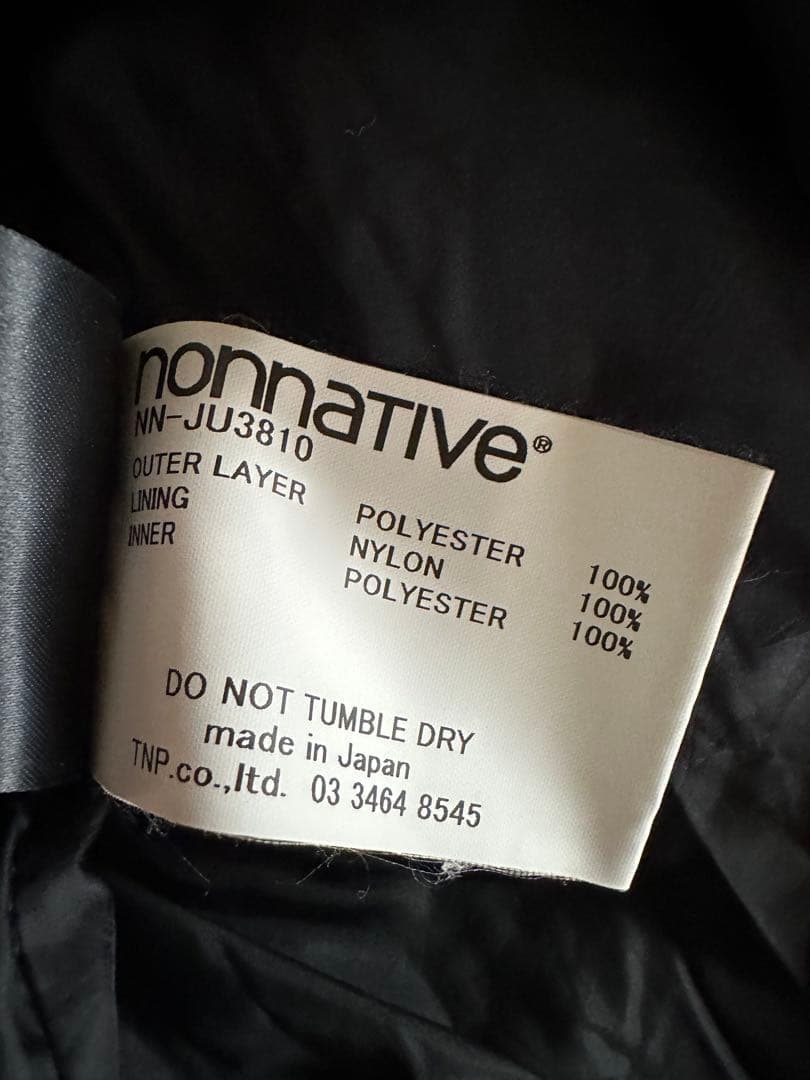 nonnaTIVe®
NN-JU3810
OUTER LAYER POLYESTER 100%
LINING NYLON 100%
INNER POLYESTER 100%
DO NOT TUMBLE DRY
made in Japan
TNP.co.,ltd. 03 3464 8545